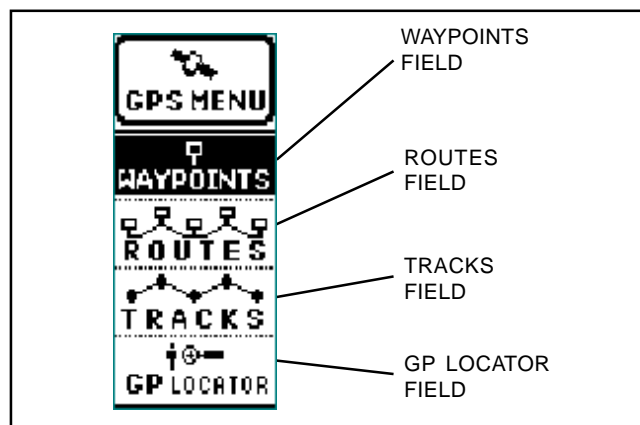 GPS MENU
WAYPOINTS
ROUTES
TRACKS
GP LOCATOR
WAYPOINTS
FIELD
ROUTES
FIELD
TRACKS
FIELD
GP LOCATOR
FIELD